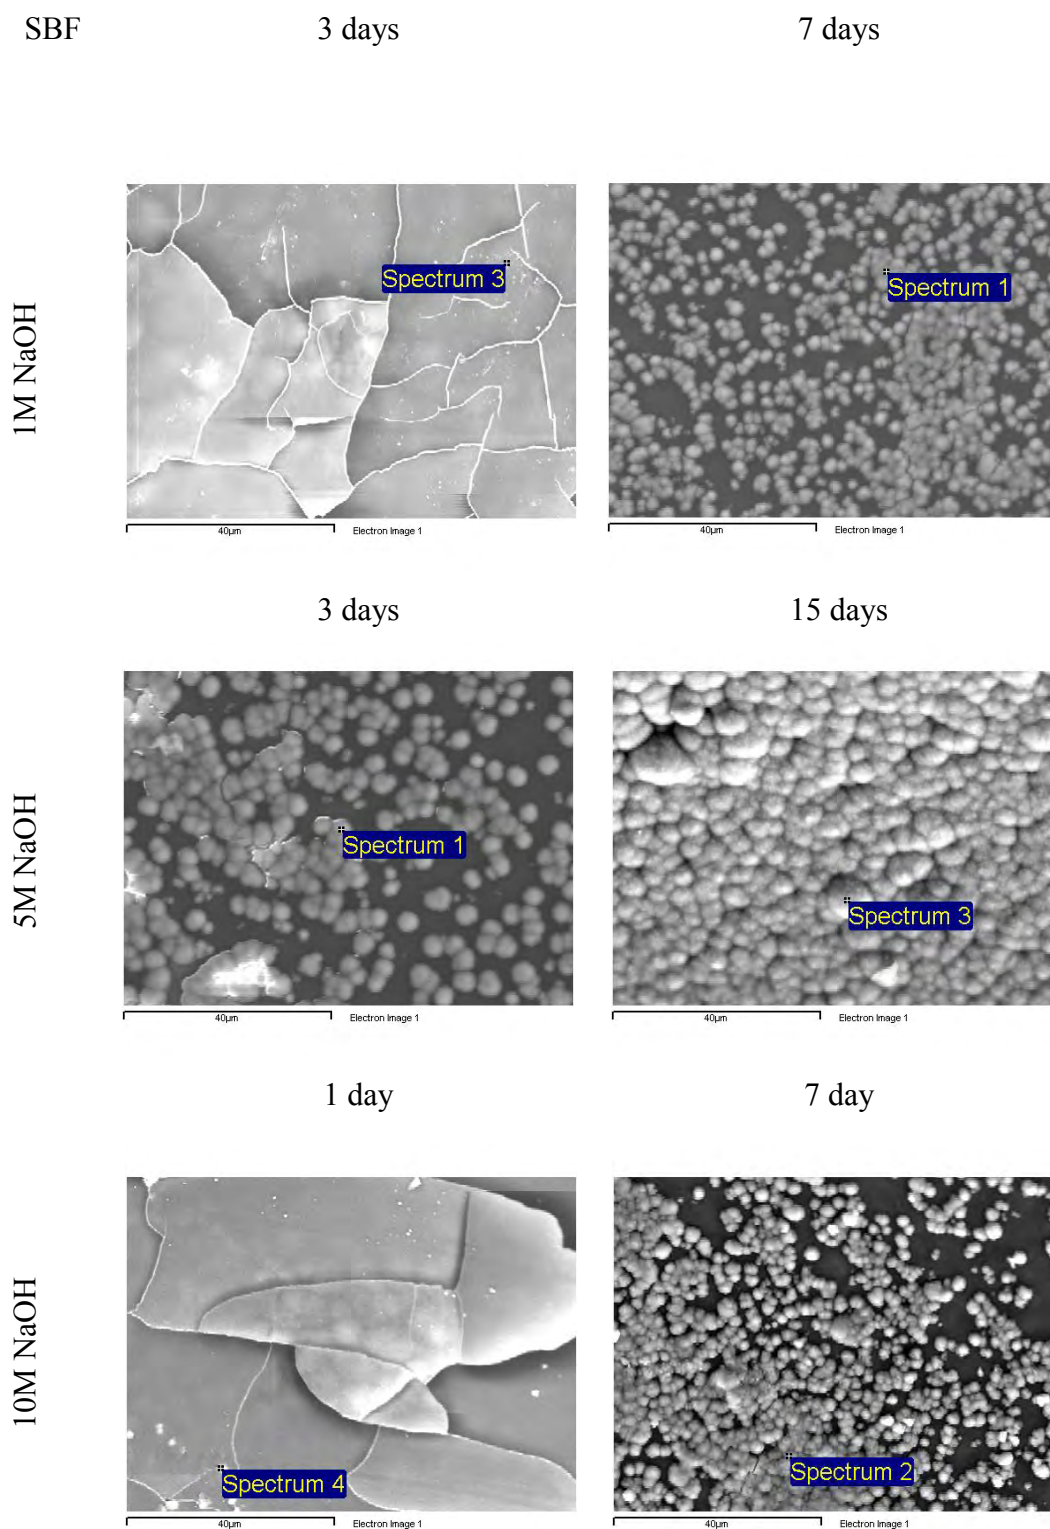 SBF 3 days 7 days
1M NaOH
Spectrum 3
Spectrum 1
40µm Electron Image 1
40µm Electron Image 1
3 days 15 days
5M NaOH
Spectrum 1
Spectrum 3
40µm Electron Image 1
40µm Electron Image 1
1 day 7 day
10M NaOH
Spectrum 4
Spectrum 2
40µm Electron Image 1
40µm Electron Image 1